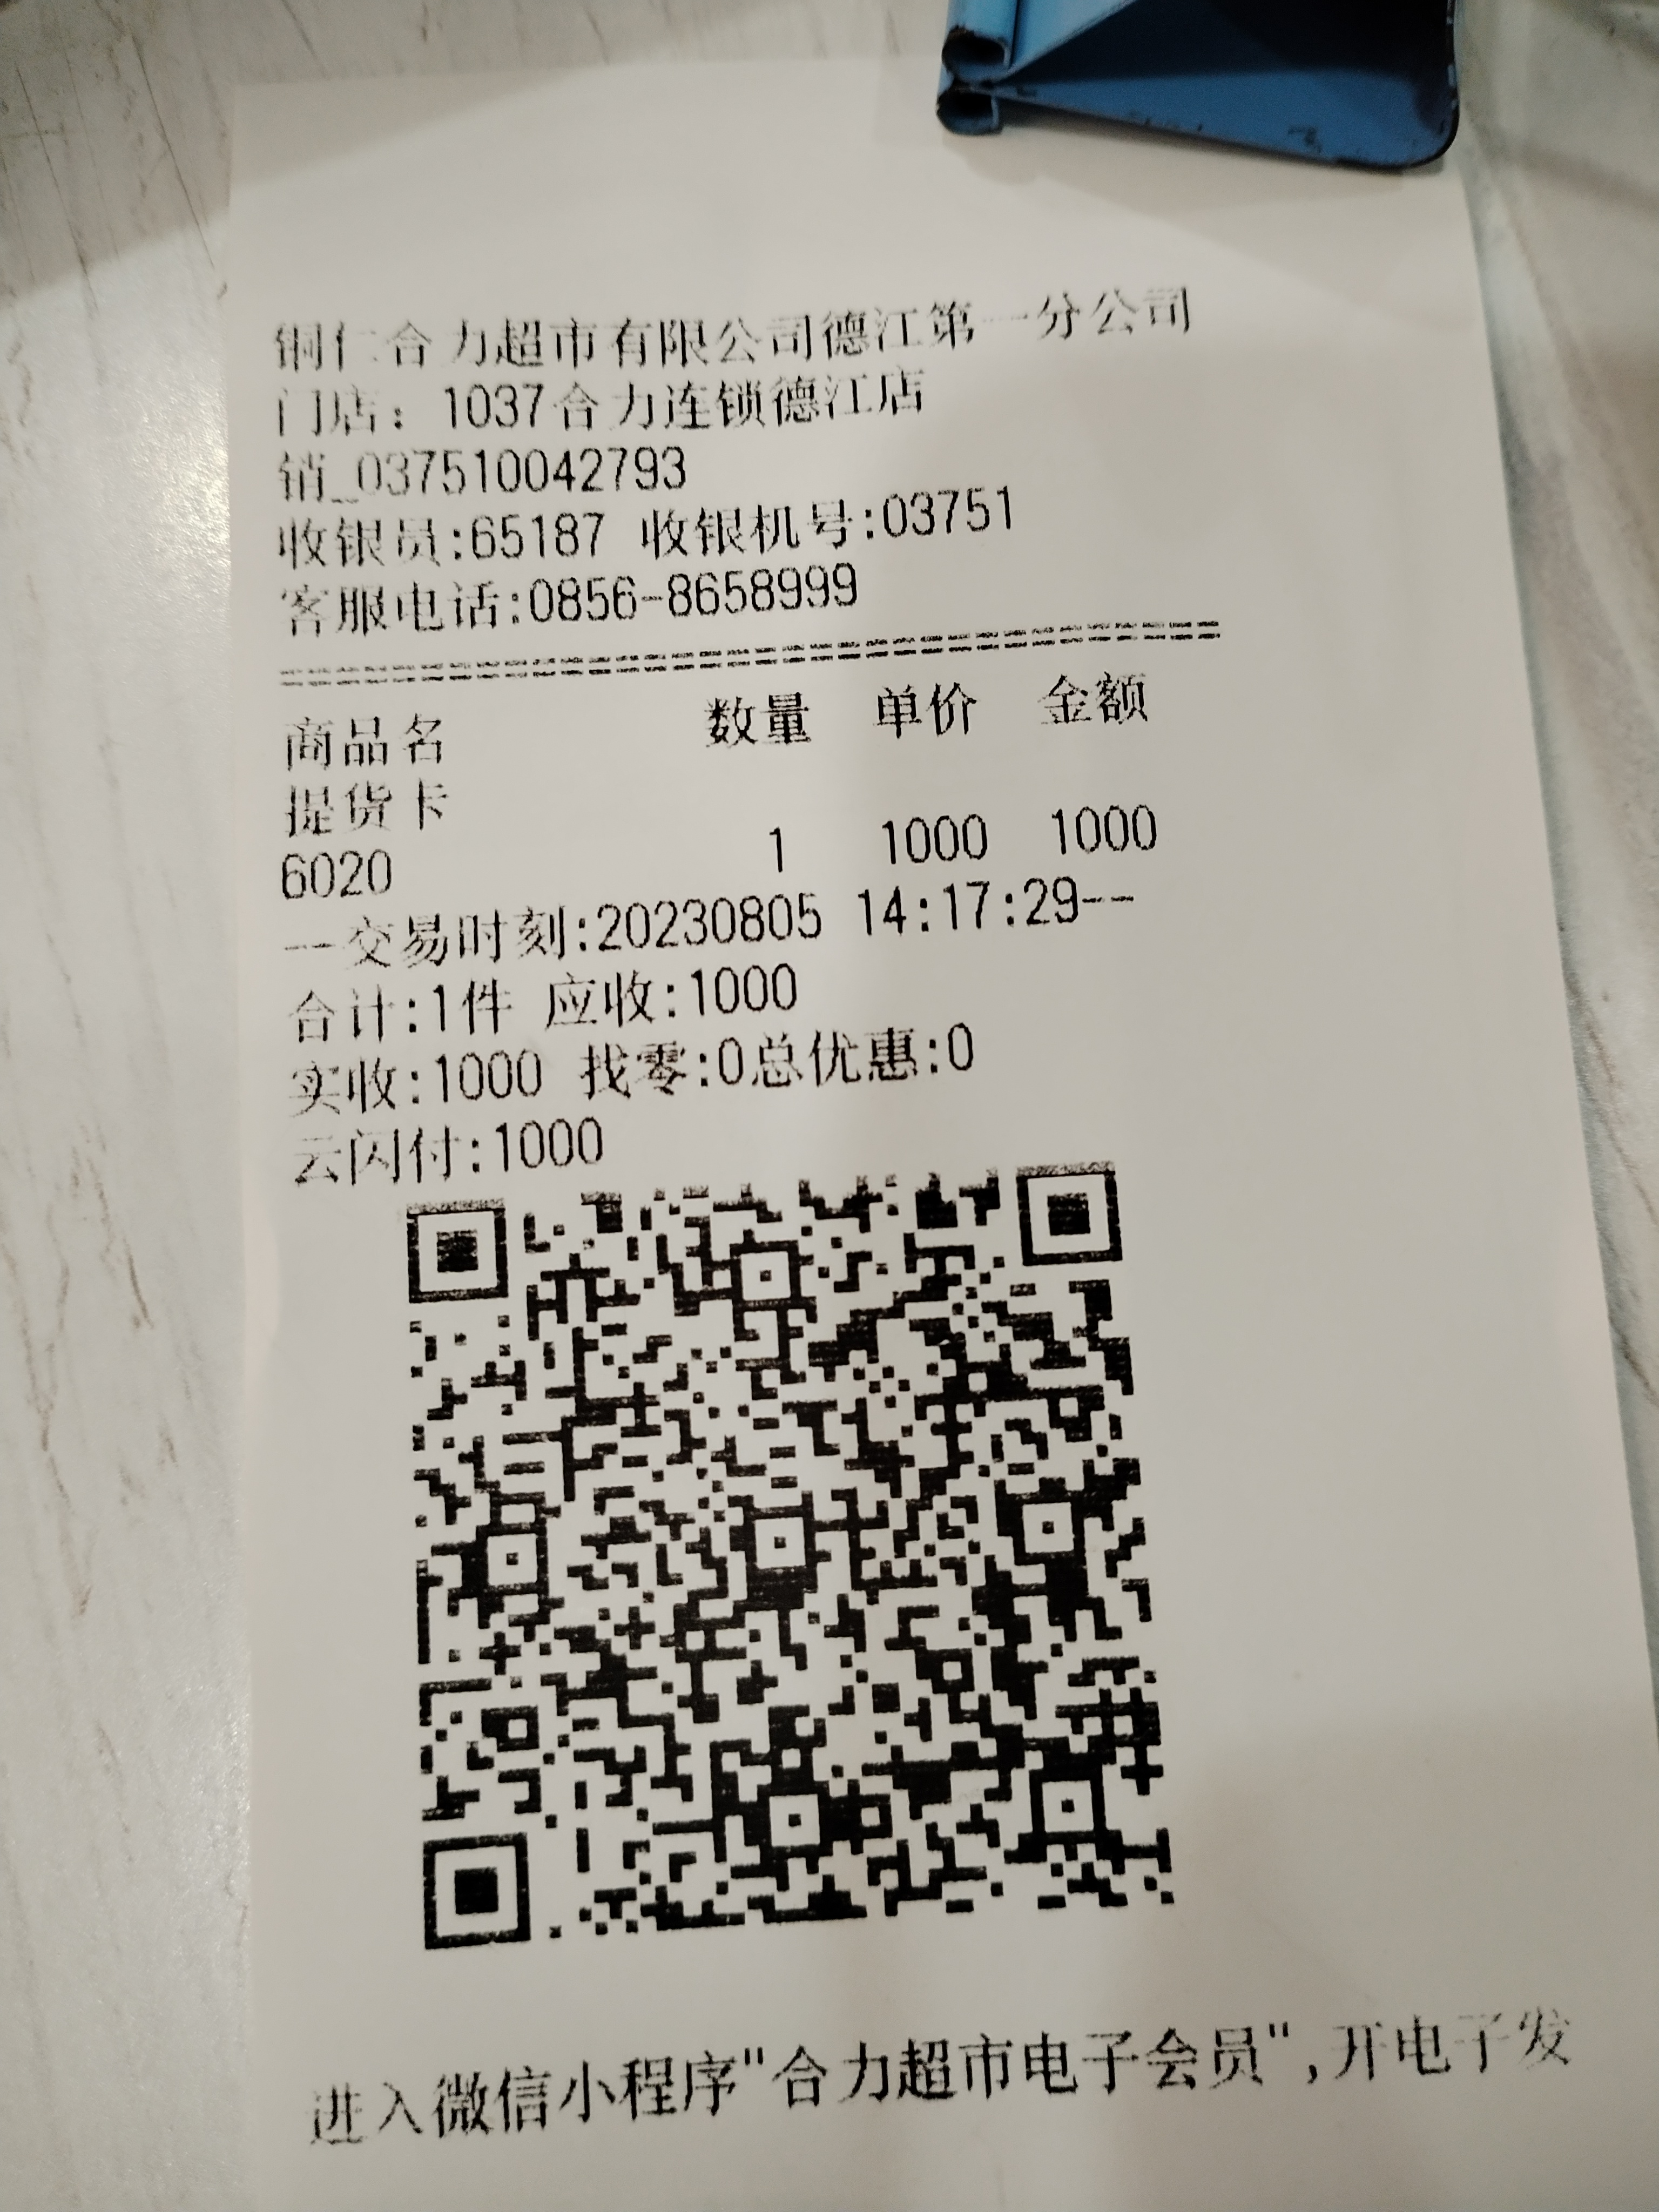 铜仁合力超市有限公司德江第一分公司
门店：1037合力连锁德江店
销_037510042793
收银员:65187 收银机号:03751
客服电话:0856-8658999
==================================
商品名 数量 单价 金额
提货卡
6020 1 1000 1000
--交易时刻:20230805 14:17:29--
合计:1件 应收:1000
实收:1000 找零:0总优惠:0
云闪付:1000
进入微信小程序"合力超市电子会员",开电子发